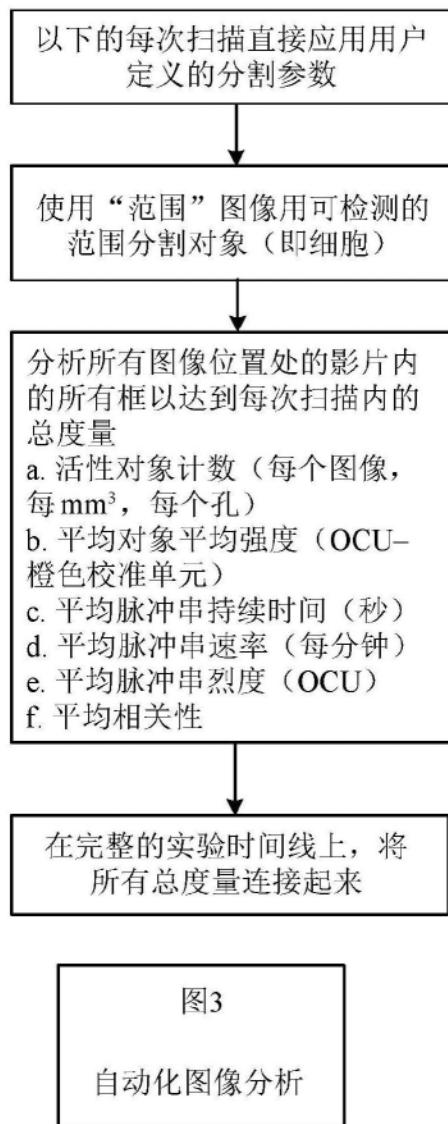 以下的每次扫描直接应用用户
定义的分割参数
使用“范围”图像用可检测的
范围分割对象（即细胞）
分析所有图像位置处的影片内
的所有框以达到每次扫描内的
总度量
a. 活性对象计数（每个图像，
每mm³，每个孔）
b. 平均对象平均强度（OCU–
橙色校准单元）
c. 平均脉冲串持续时间（秒）
d. 平均脉冲串速率（每分钟）
e. 平均脉冲串烈度（OCU）
f. 平均相关性
在完整的实验时间线上，将
所有总度量连接起来
图3
自动化图像分析